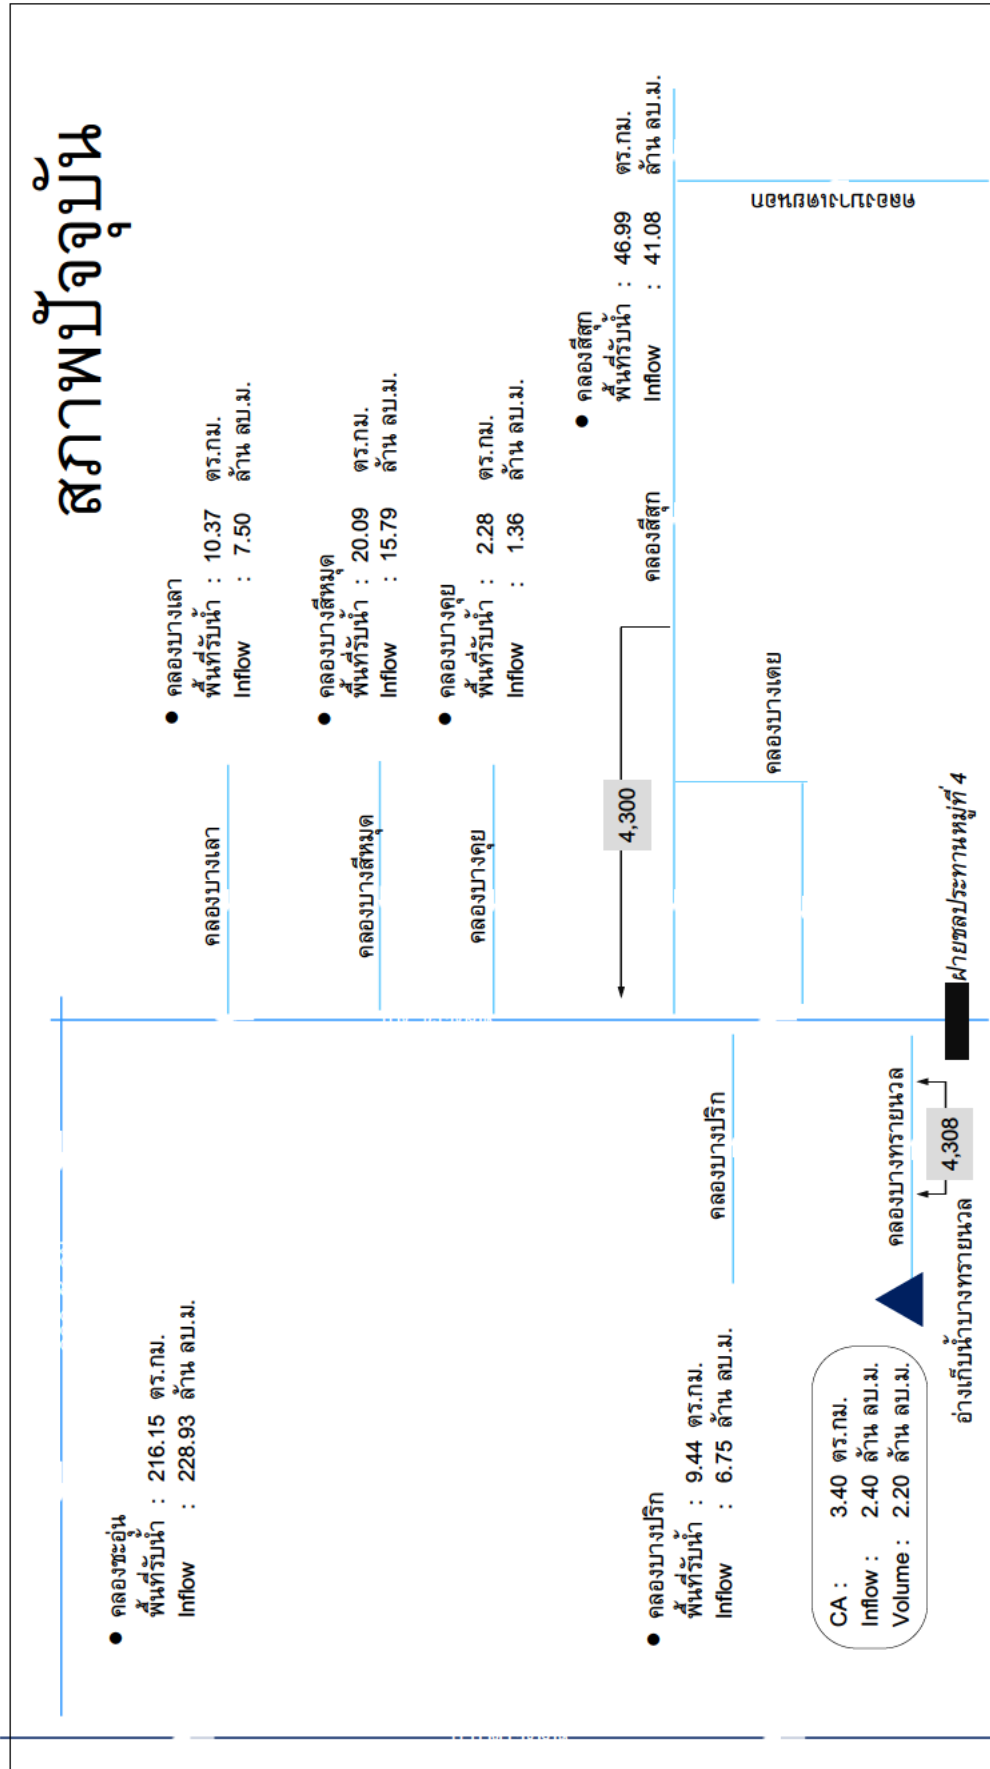 สภาพปัจจุบัน
● คลองชะอุ่น
พื้นที่รับน้ำ : 216.15 ตร.กม.
Inflow : 228.93 ล้าน ลบ.ม.
● คลองบางเลา
พื้นที่รับน้ำ : 10.37 ตร.กม.
Inflow : 7.50 ล้าน ลบ.ม.
คลองบางเลา
● คลองบางสีหมุด
พื้นที่รับน้ำ : 20.09 ตร.กม.
Inflow : 15.79 ล้าน ลบ.ม.
คลองบางสีหมุด
● คลองบางคุย
พื้นที่รับน้ำ : 2.28 ตร.กม.
Inflow : 1.36 ล้าน ลบ.ม.
คลองบางคุย
● คลองสีสุก
พื้นที่รับน้ำ : 46.99 ตร.กม.
Inflow : 41.08 ล้าน ลบ.ม.
4,300
คลองสีสุก
คลองบางเตยนอก
คลองบางเตย
● คลองบางปริก
พื้นที่รับน้ำ : 9.44 ตร.กม.
Inflow : 6.75 ล้าน ลบ.ม.
คลองบางปริก
CA : 3.40 ตร.กม.
Inflow : 2.40 ล้าน ลบ.ม.
Volume : 2.20 ล้าน ลบ.ม.
คลองบางทรายนวล
4,308
อ่างเก็บน้ำบางทรายนวล
ฝายชลประทานหมู่ที่ 4